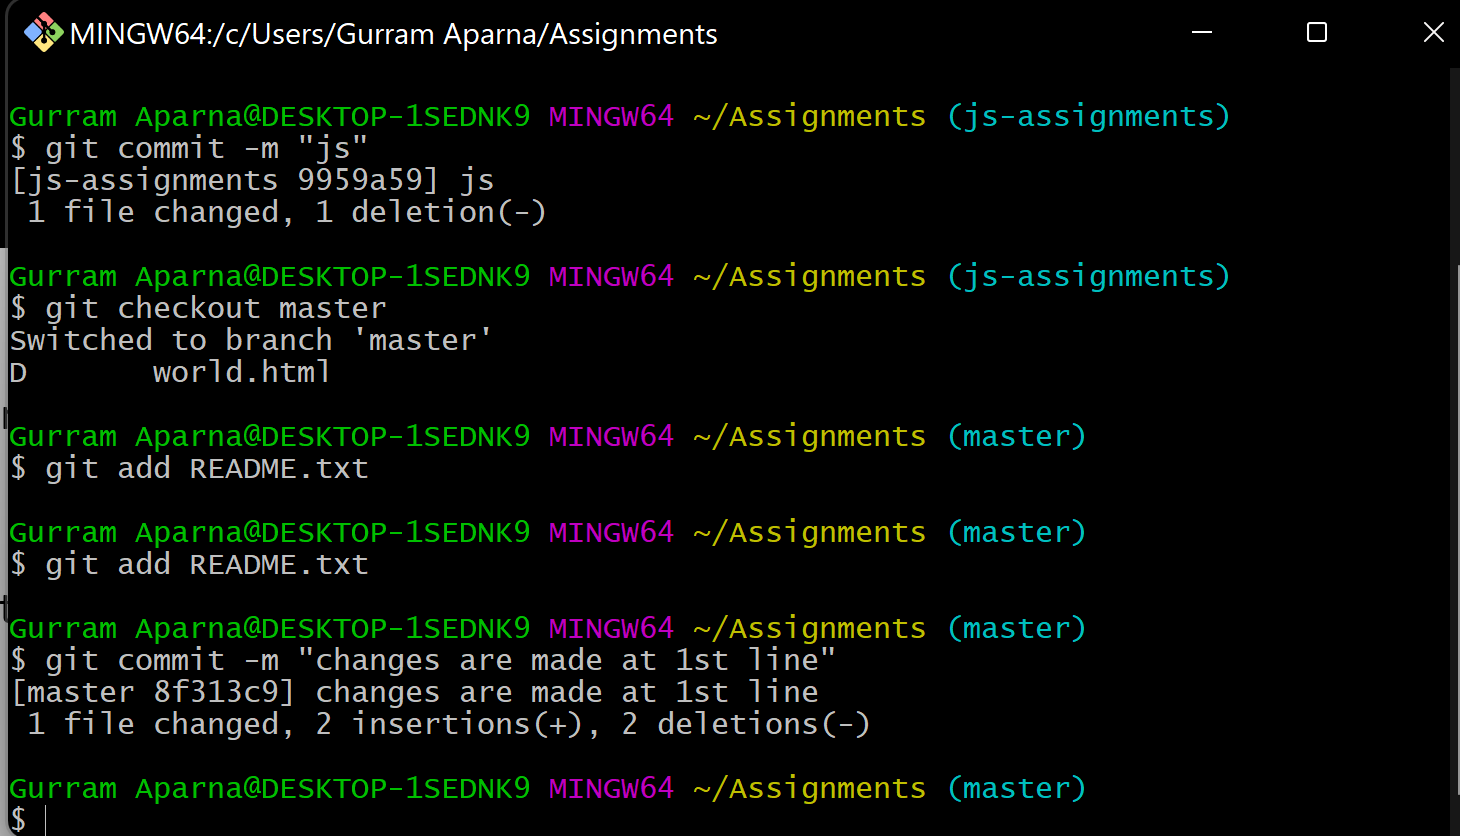 MINGW64:/c/Users/Gurram Aparna/Assignments
Gurram Aparna@DESKTOP-1SEDNK9 MINGW64 ~/Assignments (js-assignments)
$ git commit -m "js"
[js-assignments 9959a59] js
 1 file changed, 1 deletion(-)
Gurram Aparna@DESKTOP-1SEDNK9 MINGW64 ~/Assignments (js-assignments)
$ git checkout master
Switched to branch 'master'
D       world.html
Gurram Aparna@DESKTOP-1SEDNK9 MINGW64 ~/Assignments (master)
$ git add README.txt
Gurram Aparna@DESKTOP-1SEDNK9 MINGW64 ~/Assignments (master)
$ git add README.txt
Gurram Aparna@DESKTOP-1SEDNK9 MINGW64 ~/Assignments (master)
$ git commit -m "changes are made at 1st line"
[master 8f313c9] changes are made at 1st line
 1 file changed, 2 insertions(+), 2 deletions(-)
Gurram Aparna@DESKTOP-1SEDNK9 MINGW64 ~/Assignments (master)
$